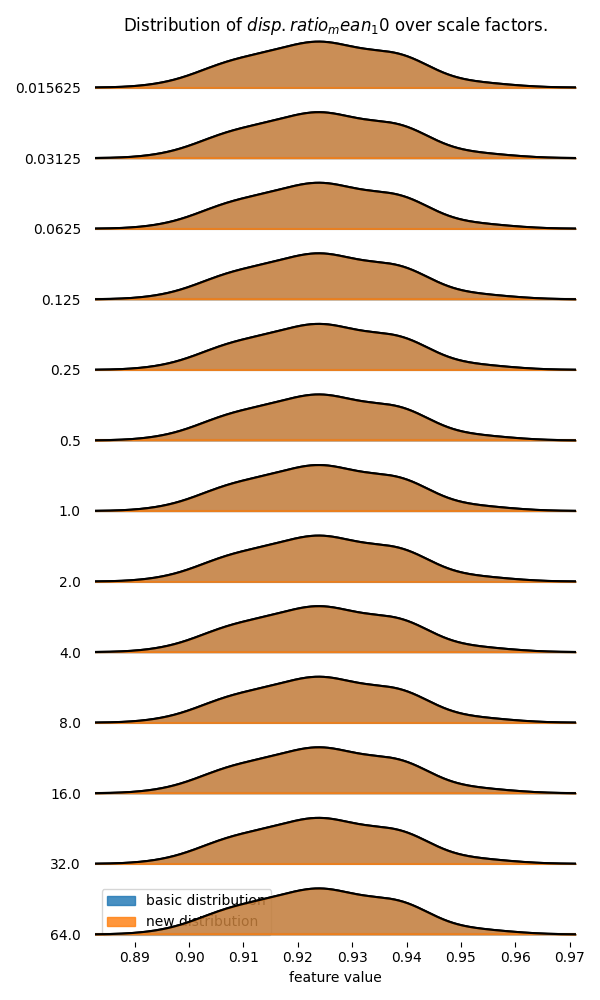 Distribution of disp.ratio_mean_10 over scale factors.
0.015625
0.03125
0.0625
0.125
0.25
0.5
1.0
2.0
4.0
8.0
16.0
32.0
basic distribution
new distribution
64.0
0.89 0.90 0.91 0.92 0.93 0.94 0.95 0.96 0.97
feature value